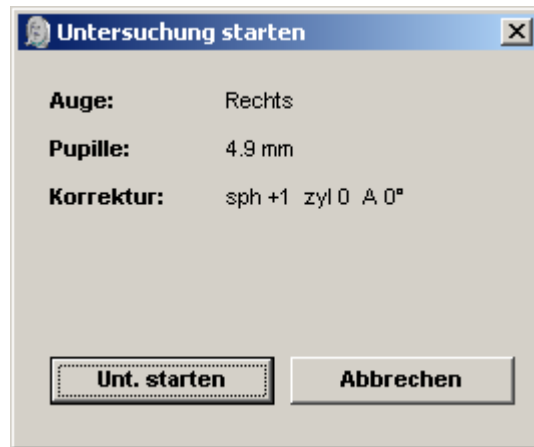 Untersuchung starten
Auge: Rechts
Pupille: 4.9 mm
Korrektur: sph +1 zyl 0 A 0°
Unt. starten Abbrechen